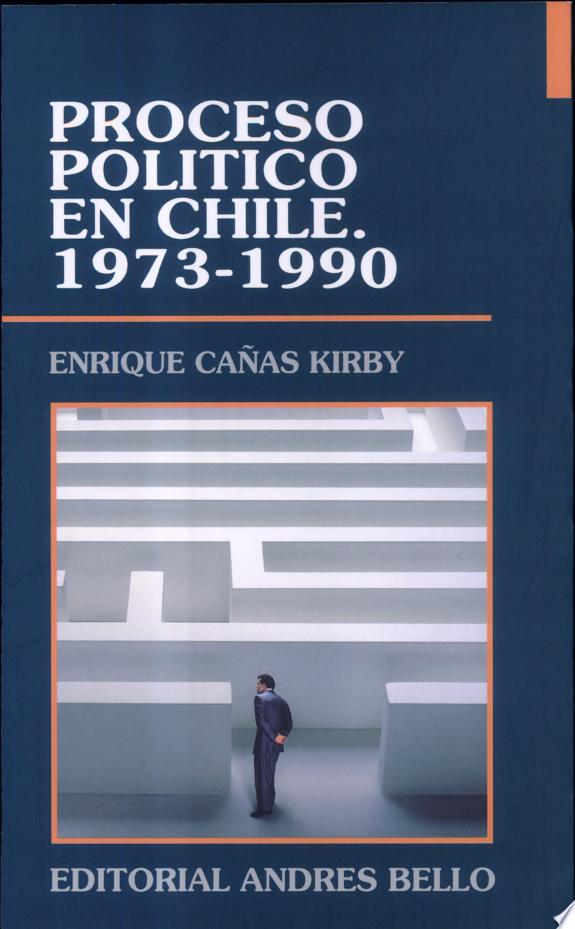 PROCESO
POLITICO
EN CHILE.
1973-1990
ENRIQUE CAÑAS KIRBY
EDITORIAL ANDRES BELLO